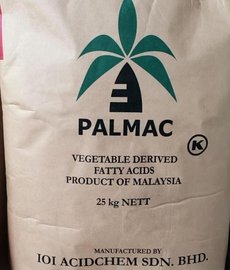 PALMAC
K
VEGETABLE DERIVED
FATTY ACIDS
PRODUCT OF MALAYSIA
25 kg NETT
MANUFACTURED BY
IOI ACIDCHEM SDN. BHD.